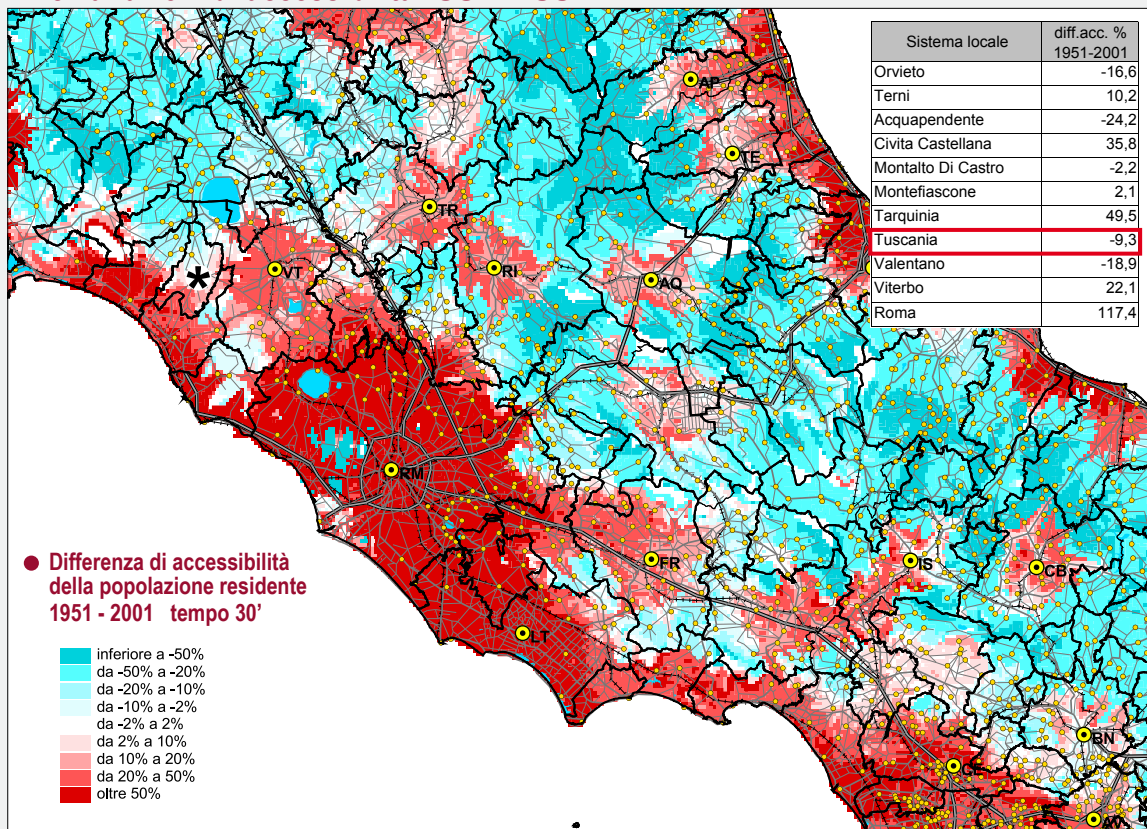 Sistema locale diff.acc. % 1951-2001
Orvieto -16,6
Terni 10,2
Acquapendente -24,2
Civita Castellana 35,8
Montalto Di Castro -2,2
Montefiascone 2,1
Tarquinia 49,5
Tuscania -9,3
Valentano -18,9
Viterbo 22,1
Roma 117,4
AP
TE
TR
RI
VT
*
AQ
RM
FR
IS
CB
LT
BN
CE
AV
● Differenza di accessibilità
della popolazione residente
1951 - 2001 tempo 30'
inferiore a -50%
da -50% a -20%
da -20% a -10%
da -10% a -2%
da -2% a 2%
da 2% a 10%
da 10% a 20%
da 20% a 50%
oltre 50%